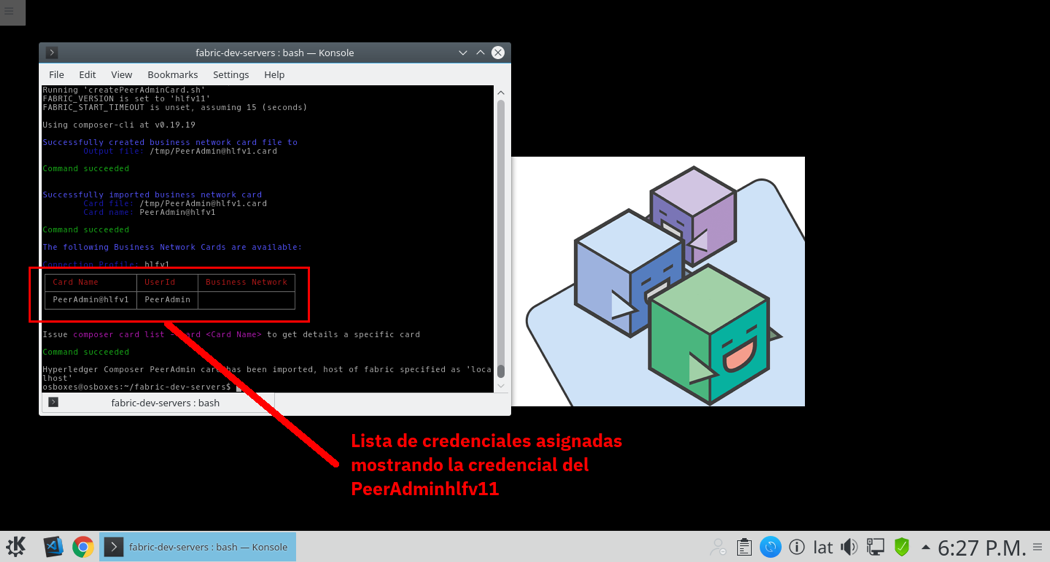 fabric-dev-servers : bash — Konsole
File Edit View Bookmarks Settings Help
Running 'createPeerAdminCard.sh'
FABRIC_VERSION is set to 'hlfv11'
FABRIC_START_TIMEOUT is unset, assuming 15 (seconds)
Using composer-cli at v0.19.19
Successfully created business network card file to
Output file: /tmp/PeerAdmin@hlfv1.card
Command succeeded
Successfully imported business network card
Card file: /tmp/PeerAdmin@hlfv1.card
Card name: PeerAdmin@hlfv1
Command succeeded
The following Business Network Cards are available:
Connection Profile: hlfv1
Card Name UserId Business Network
PeerAdmin@hlfv1 PeerAdmin
Issue composer card list --card <Card Name> to get details a specific card
Command succeeded
Hyperledger Composer PeerAdmin card has been imported, host of fabric specified as 'loca
lhost'
osboxes@osboxes:~/fabric-dev-servers$
fabric-dev-servers : bash
Lista de credenciales asignadas
mostrando la credencial del
PeerAdminhlfv11
fabric-dev-servers : bash — Konsole
lat
6:27 P.M.